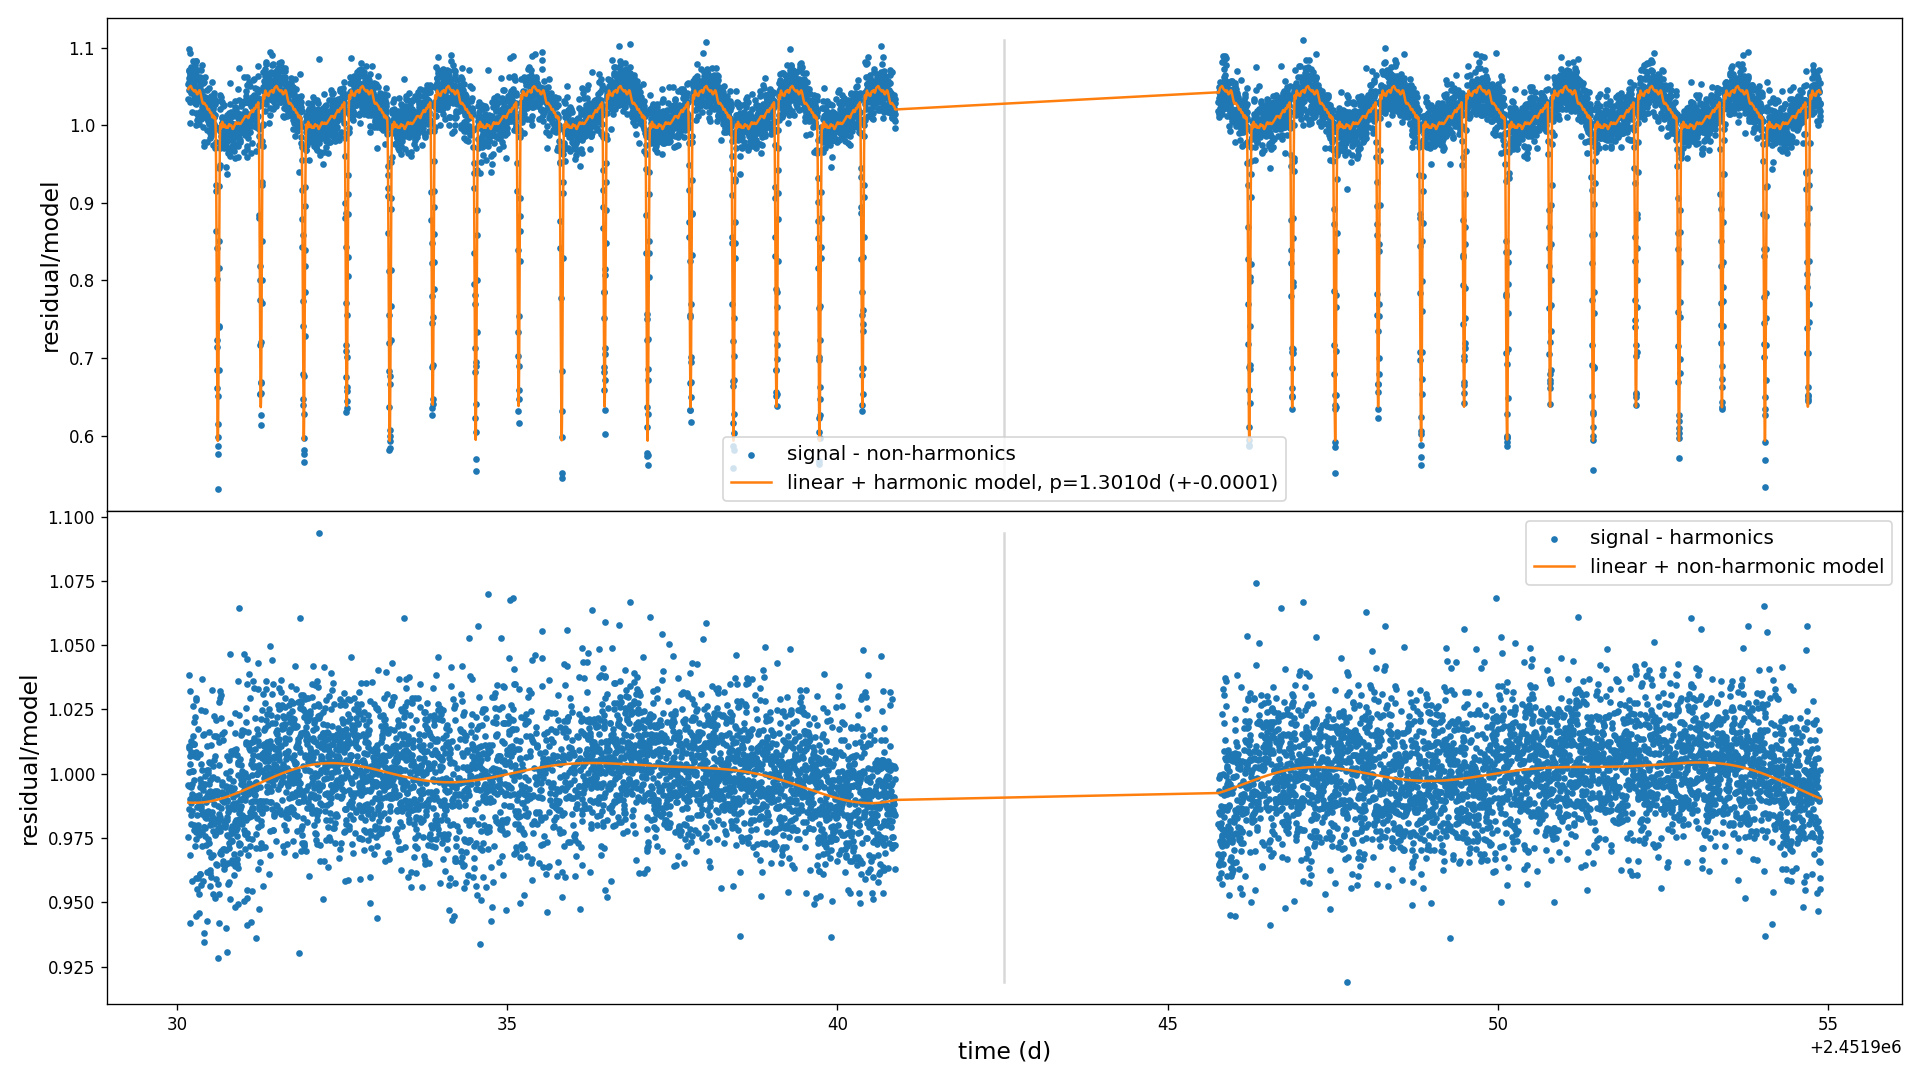 residual/model
1.1
1.0
0.9
0.8
0.7
0.6
signal - non-harmonics
linear + harmonic model, p=1.3010d (+-0.0001)
residual/model
1.100
1.075
1.050
1.025
1.000
0.975
0.950
0.925
signal - harmonics
linear + non-harmonic model
30 35 40 45 50 55
time (d)
+2.4519e6